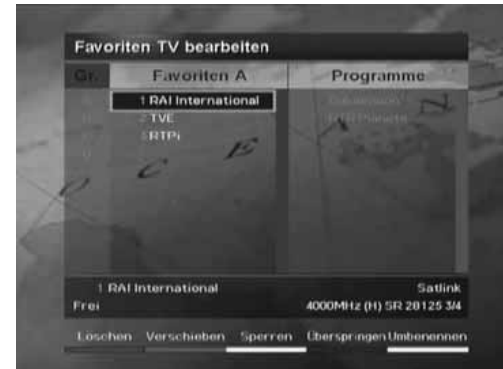 Favoriten TV bearbeiten
Gr. Favoriten A Programme
1 RAI International
2 TVE
3 RTPi
O C E N
1 RAI International Satlink
Frei 4000MHz (H) SR 28125 3/4
Löschen Verschieben Sperren Überspringen Umbenennen